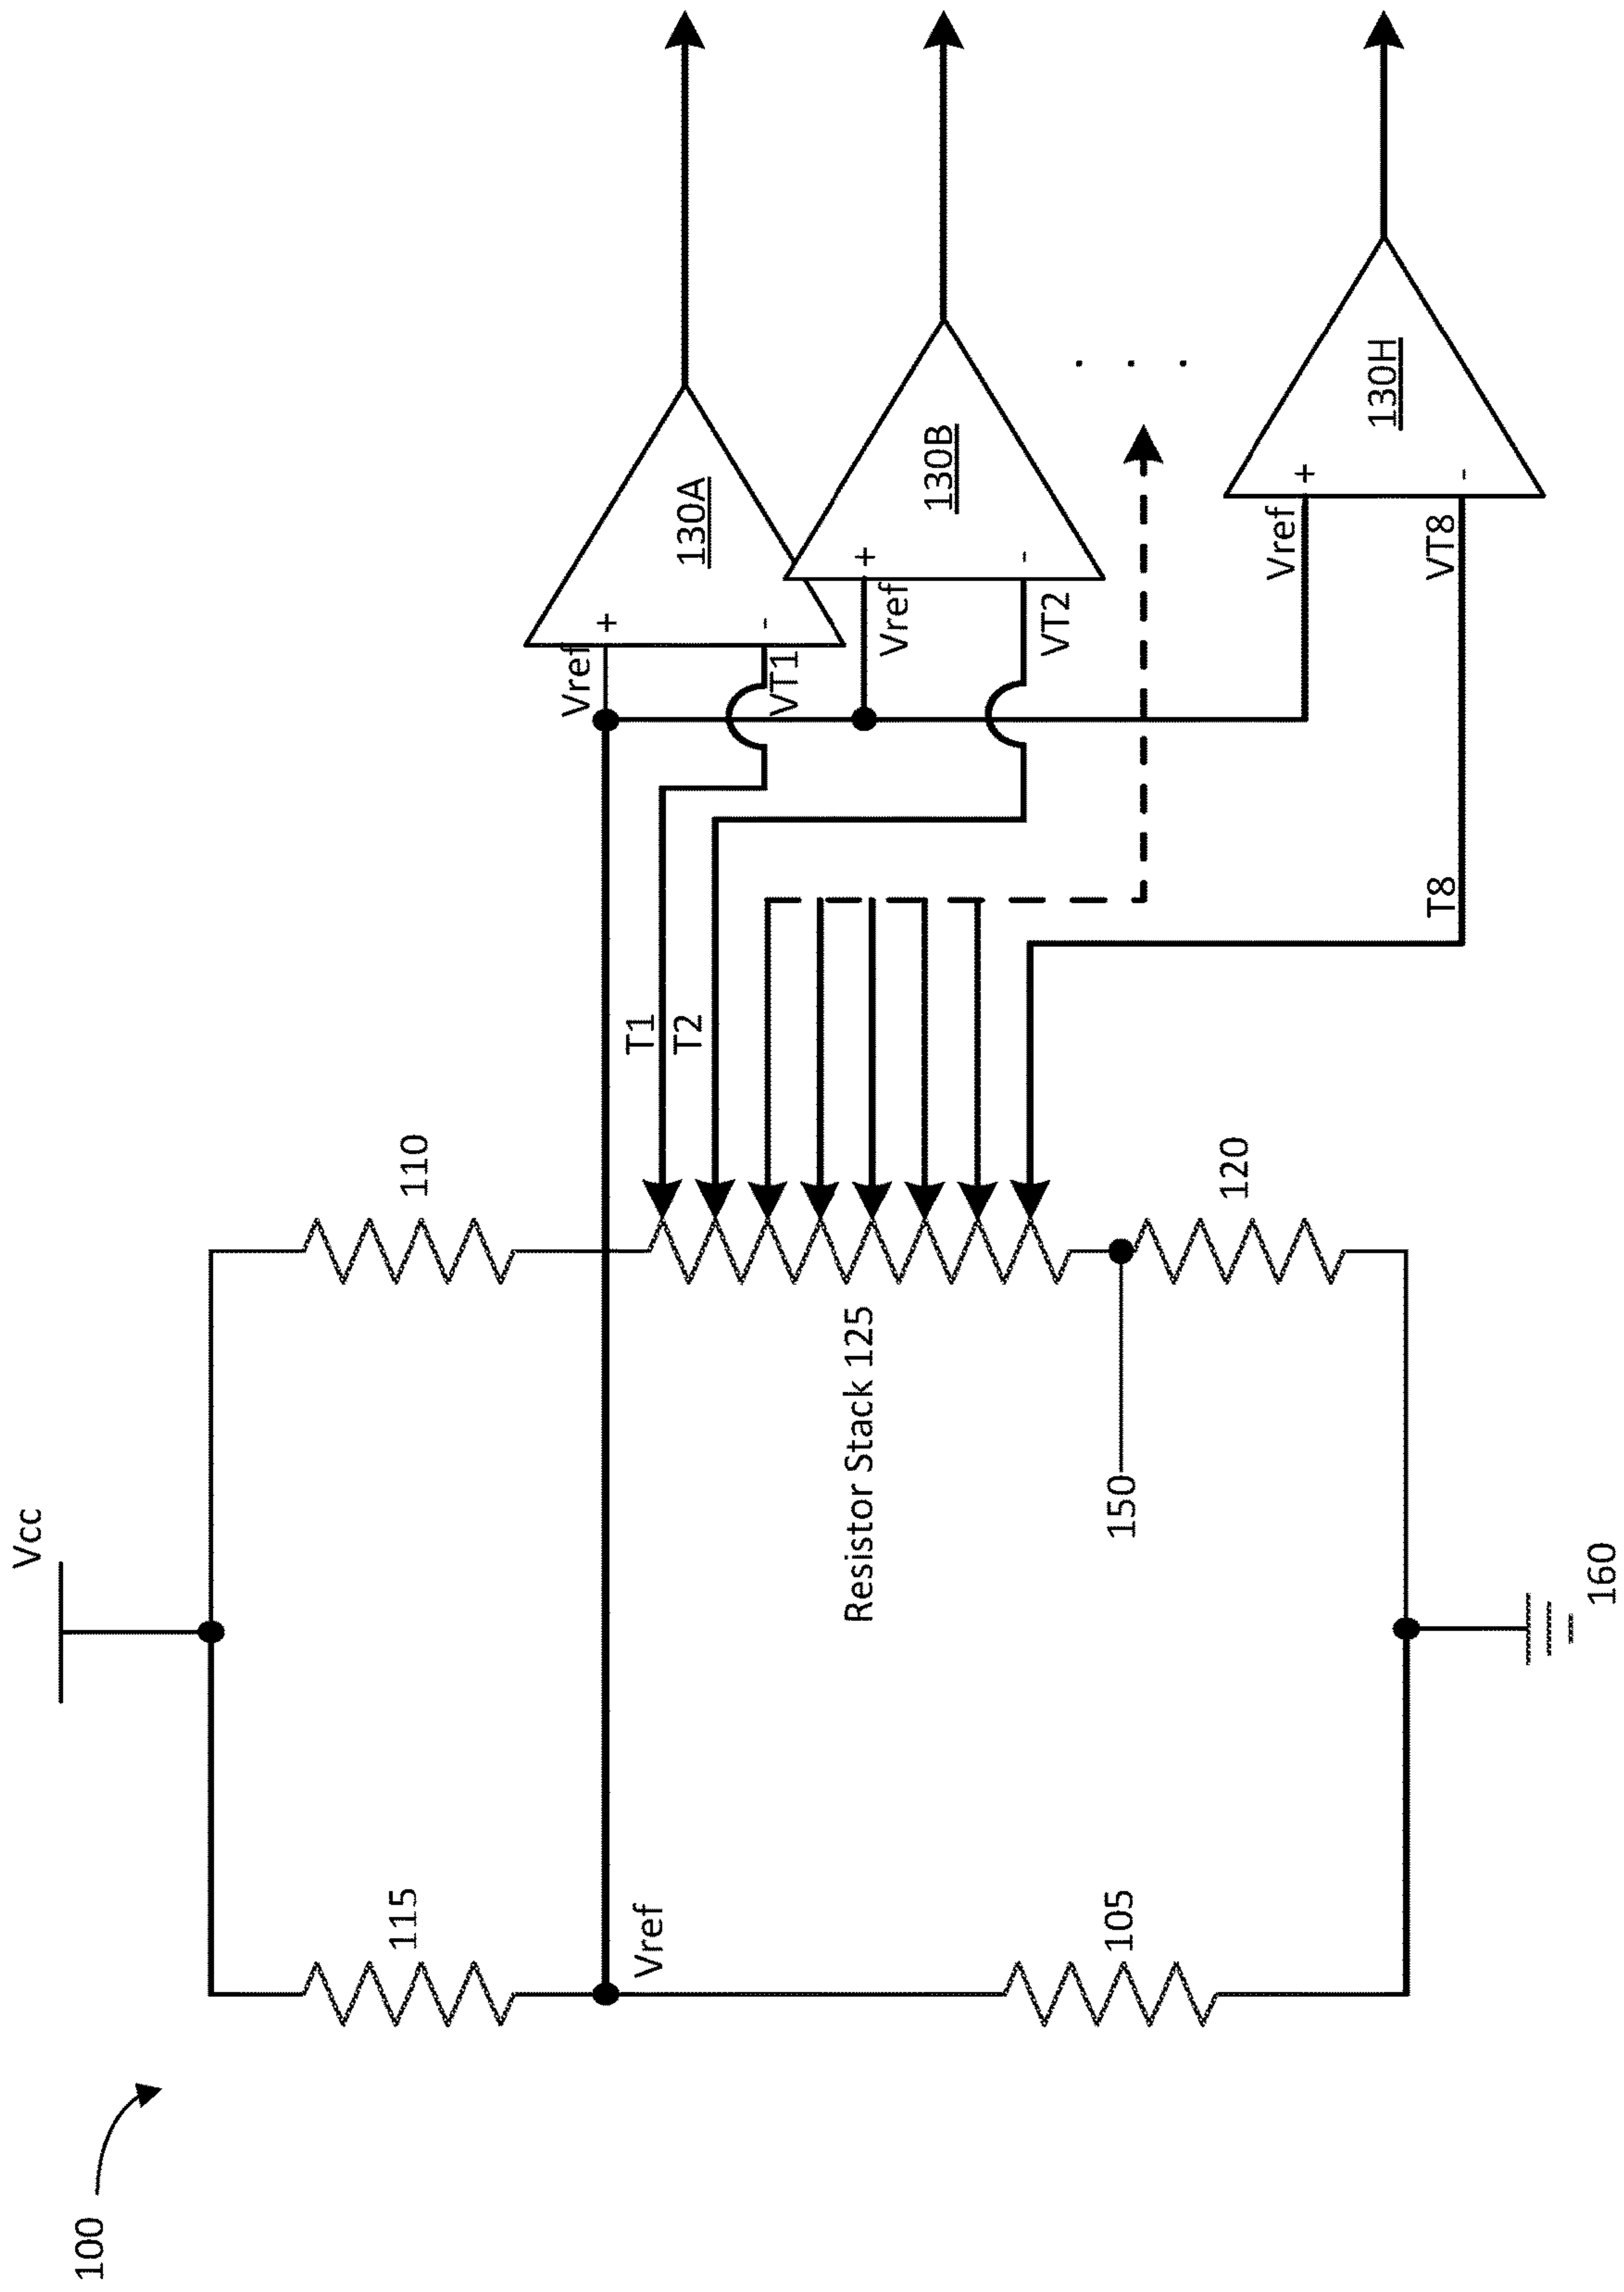 100
Vcc
115
110
Vref
T1
T2
Vref
VT1
130A
+
-
Vref
VT2
130B
+
-
. . .
Resistor Stack 125
150
105
120
T8
Vref
VT8
130H
+
-
160